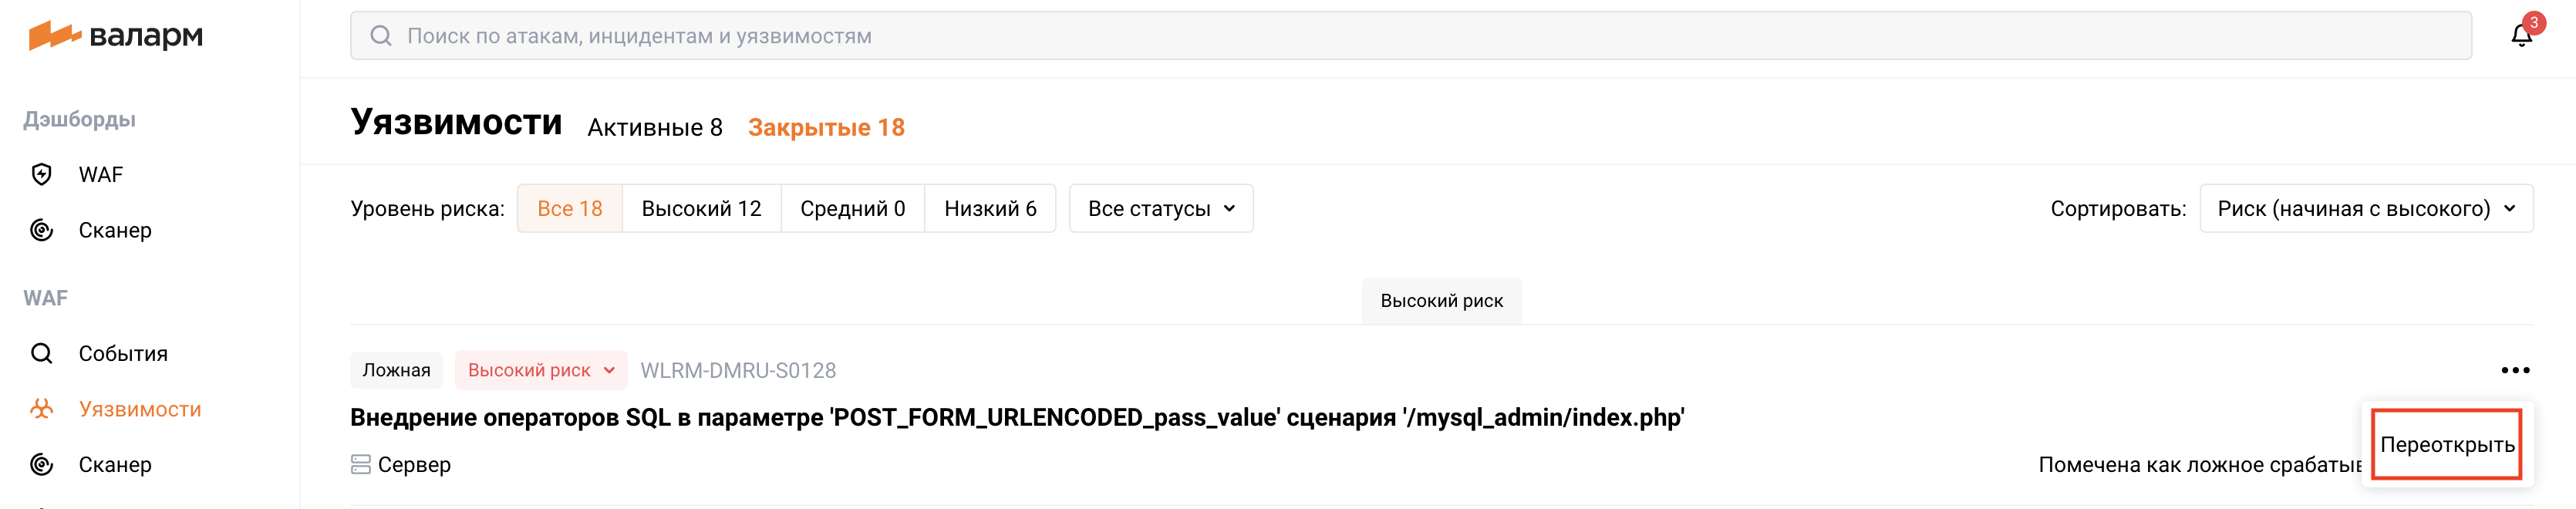 валарм
Поиск по атакам, инцидентам и уязвимостям
3
Дэшборды
WAF
Сканер
WAF
События
Уязвимости
Сканер
Уязвимости Активные 8 Закрытые 18
Уровень риска: Все 18 Высокий 12 Средний 0 Низкий 6 Все статусы Сортировать: Риск (начиная с высокого)
Высокий риск
Ложная Высокий риск WLRM-DMRU-S0128
Внедрение операторов SQL в параметре 'POST_FORM_URLENCODED_pass_value' сценария '/mysql_admin/index.php'
Переоткрыть
Сервер Помечена как ложное